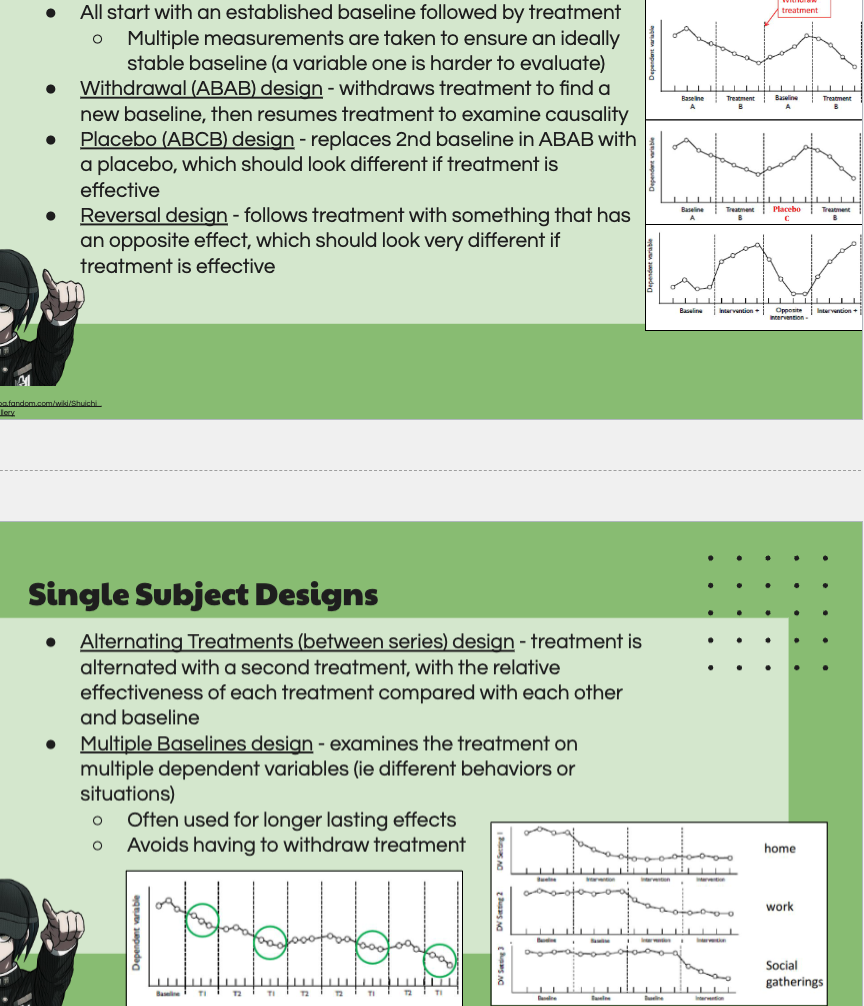 ● All start with an established baseline followed by treatment
○ Multiple measurements are taken to ensure an ideally
stable baseline (a variable one is harder to evaluate)
● Withdrawal (ABAB) design - withdraws treatment to find a
new baseline, then resumes treatment to examine causality
● Placebo (ABCB) design - replaces 2nd baseline in ABAB with
a placebo, which should look different if treatment is
effective
● Reversal design - follows treatment with something that has
an opposite effect, which should look very different if
treatment is effective
Withdraw
treatment
Dependent variable
Baseline Treatment Baseline Treatment
A B A B
Dependent variable
Baseline Treatment Placebo Treatment
A B C B
Dependent variable
Baseline Intervention + Opposite Intervention +
Intervention -
pa.fandom.com/wiki/Shuichi_
llery
Single Subject Designs
● Alternating Treatments (between series) design - treatment is
alternated with a second treatment, with the relative
effectiveness of each treatment compared with each other
and baseline
● Multiple Baselines design - examines the treatment on
multiple dependent variables (ie different behaviors or
situations)
○ Often used for longer lasting effects
○ Avoids having to withdraw treatment
Dependent variable
Baseline T1 T2 T1 T2 T2 T1 T2 T1
DV Setting 1
home
Baseline Intervention Intervention Intervention
DV Setting 2
work
Baseline Baseline Intervention Intervention
DV Setting 3
Social
gatherings
Baseline Baseline Baseline Intervention